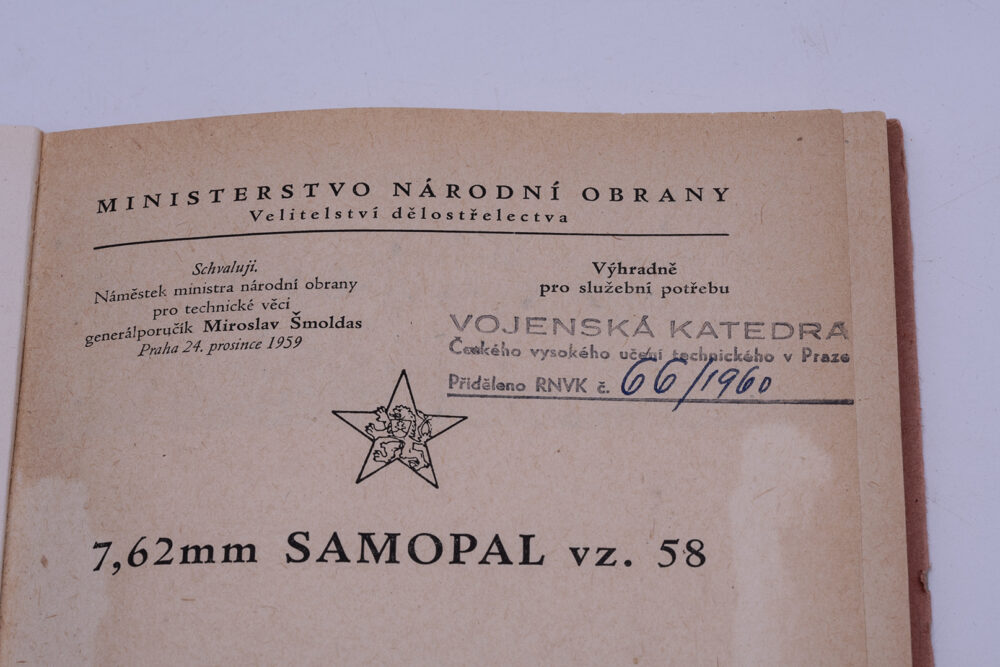 MINISTERSTVO NÁRODNÍ OBRANY
Velitelství dělostřelectva
Schvaluji.
Náměstek ministra národní obrany
pro technické věci
generálporučík Miroslav Šmoldas
Praha 24. prosince 1959
Výhradně
pro služební potřebu
VOJENSKÁ KATEDRA
Českého vysokého učení technického v Praze
Přiděleno RNVK č. 66/1960
7,62mm SAMOPAL vz. 58